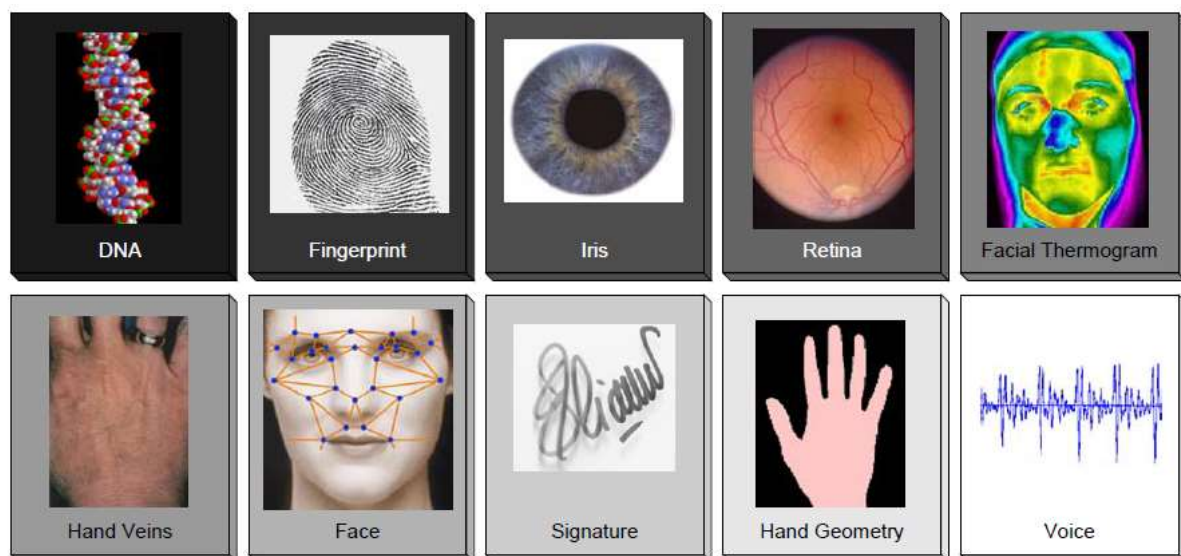 DNA
Fingerprint
Iris
Retina
Facial Thermogram
Hand Veins
Face
Signature
Hand Geometry
Voice